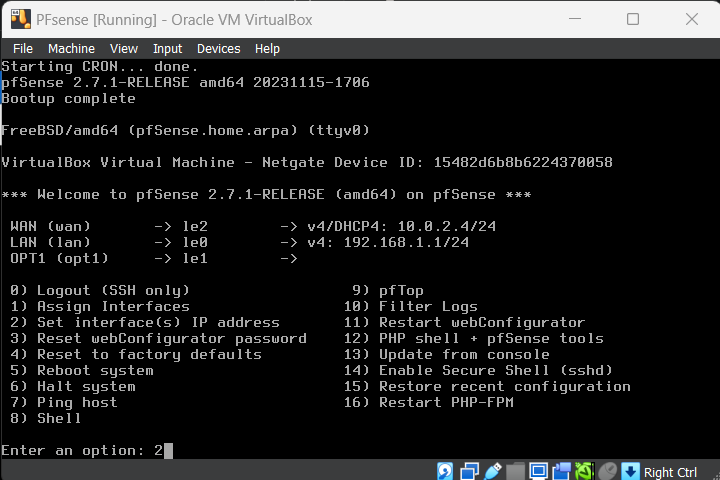 PFsense [Running] - Oracle VM VirtualBox
File Machine View Input Devices Help
Starting CRON... done.
pfSense 2.7.1-RELEASE amd64 20231115-1706
Bootup complete
FreeBSD/amd64 (pfSense.home.arpa) (ttyv0)
VirtualBox Virtual Machine - Netgate Device ID: 15482d6b8b6224370058
*** Welcome to pfSense 2.7.1-RELEASE (amd64) on pfSense ***
WAN (wan) -> le2 -> v4/DHCP4: 10.0.2.4/24
LAN (lan) -> le0 -> v4: 192.168.1.1/24
OPT1 (opt1) -> le1 ->
0) Logout (SSH only) 9) pfTop
1) Assign Interfaces 10) Filter Logs
2) Set interface(s) IP address 11) Restart webConfigurator
3) Reset webConfigurator password 12) PHP shell + pfSense tools
4) Reset to factory defaults 13) Update from console
5) Reboot system 14) Enable Secure Shell (sshd)
6) Halt system 15) Restore recent configuration
7) Ping host 16) Restart PHP-FPM
8) Shell
Enter an option: 2
Right Ctrl